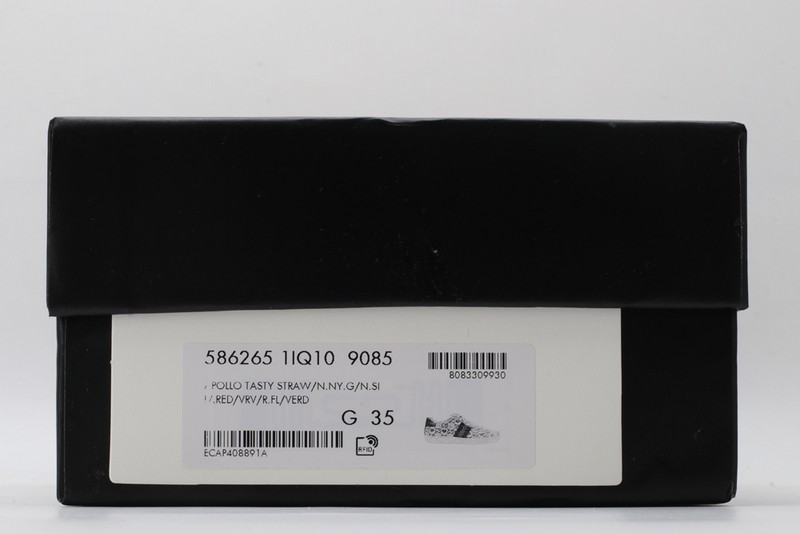 586265 1IQ10 9085
8083309930
POLLO TASTY STRAW/N.NY.G/N.SI
.RED/VRV/R.FL/VERD
G 35
ECAP408891A
RFID